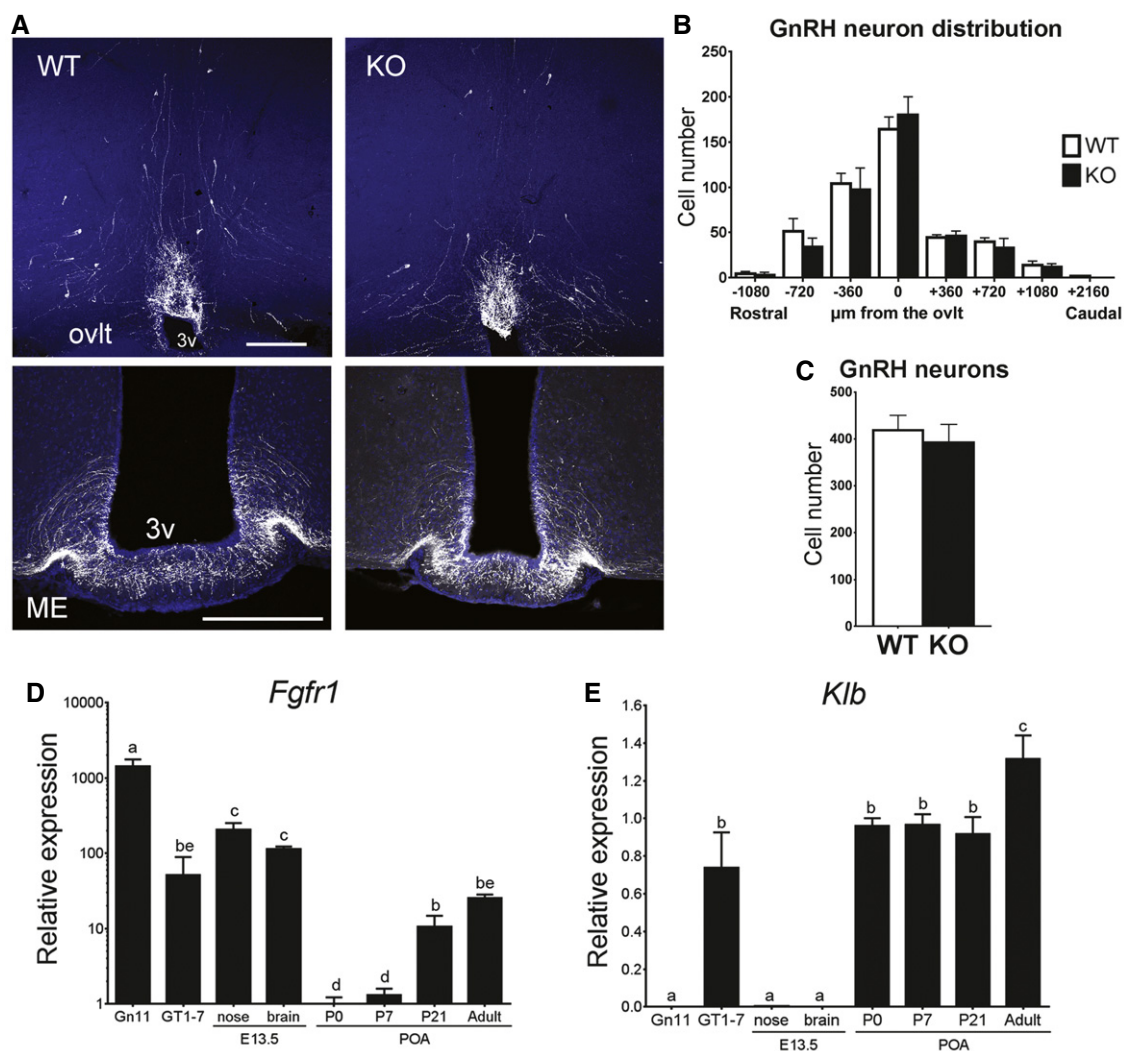 A
WT
KO
ovlt
3v
3v
ME
B
GnRH neuron distribution
Cell number
250
200
150
100
50
0
WT
KO
-1080 -720 -360 0 +360 +720 +1080 +2160
Rostral µm from the ovlt Caudal
C
GnRH neurons
Cell number
500
400
300
200
100
0
WT KO
D
Fgfr1
Relative expression
10000
1000
100
10
1
a be c c d d b be
Gn11 GT1-7 nose brain P0 P7 P21 Adult
E13.5 POA
E
Klb
Relative expression
1.6
1.4
1.2
1.0
0.8
0.6
0.4
0.2
0.0
a b a a b b b c
Gn11 GT1-7 nose brain P0 P7 P21 Adult
E13.5 POA